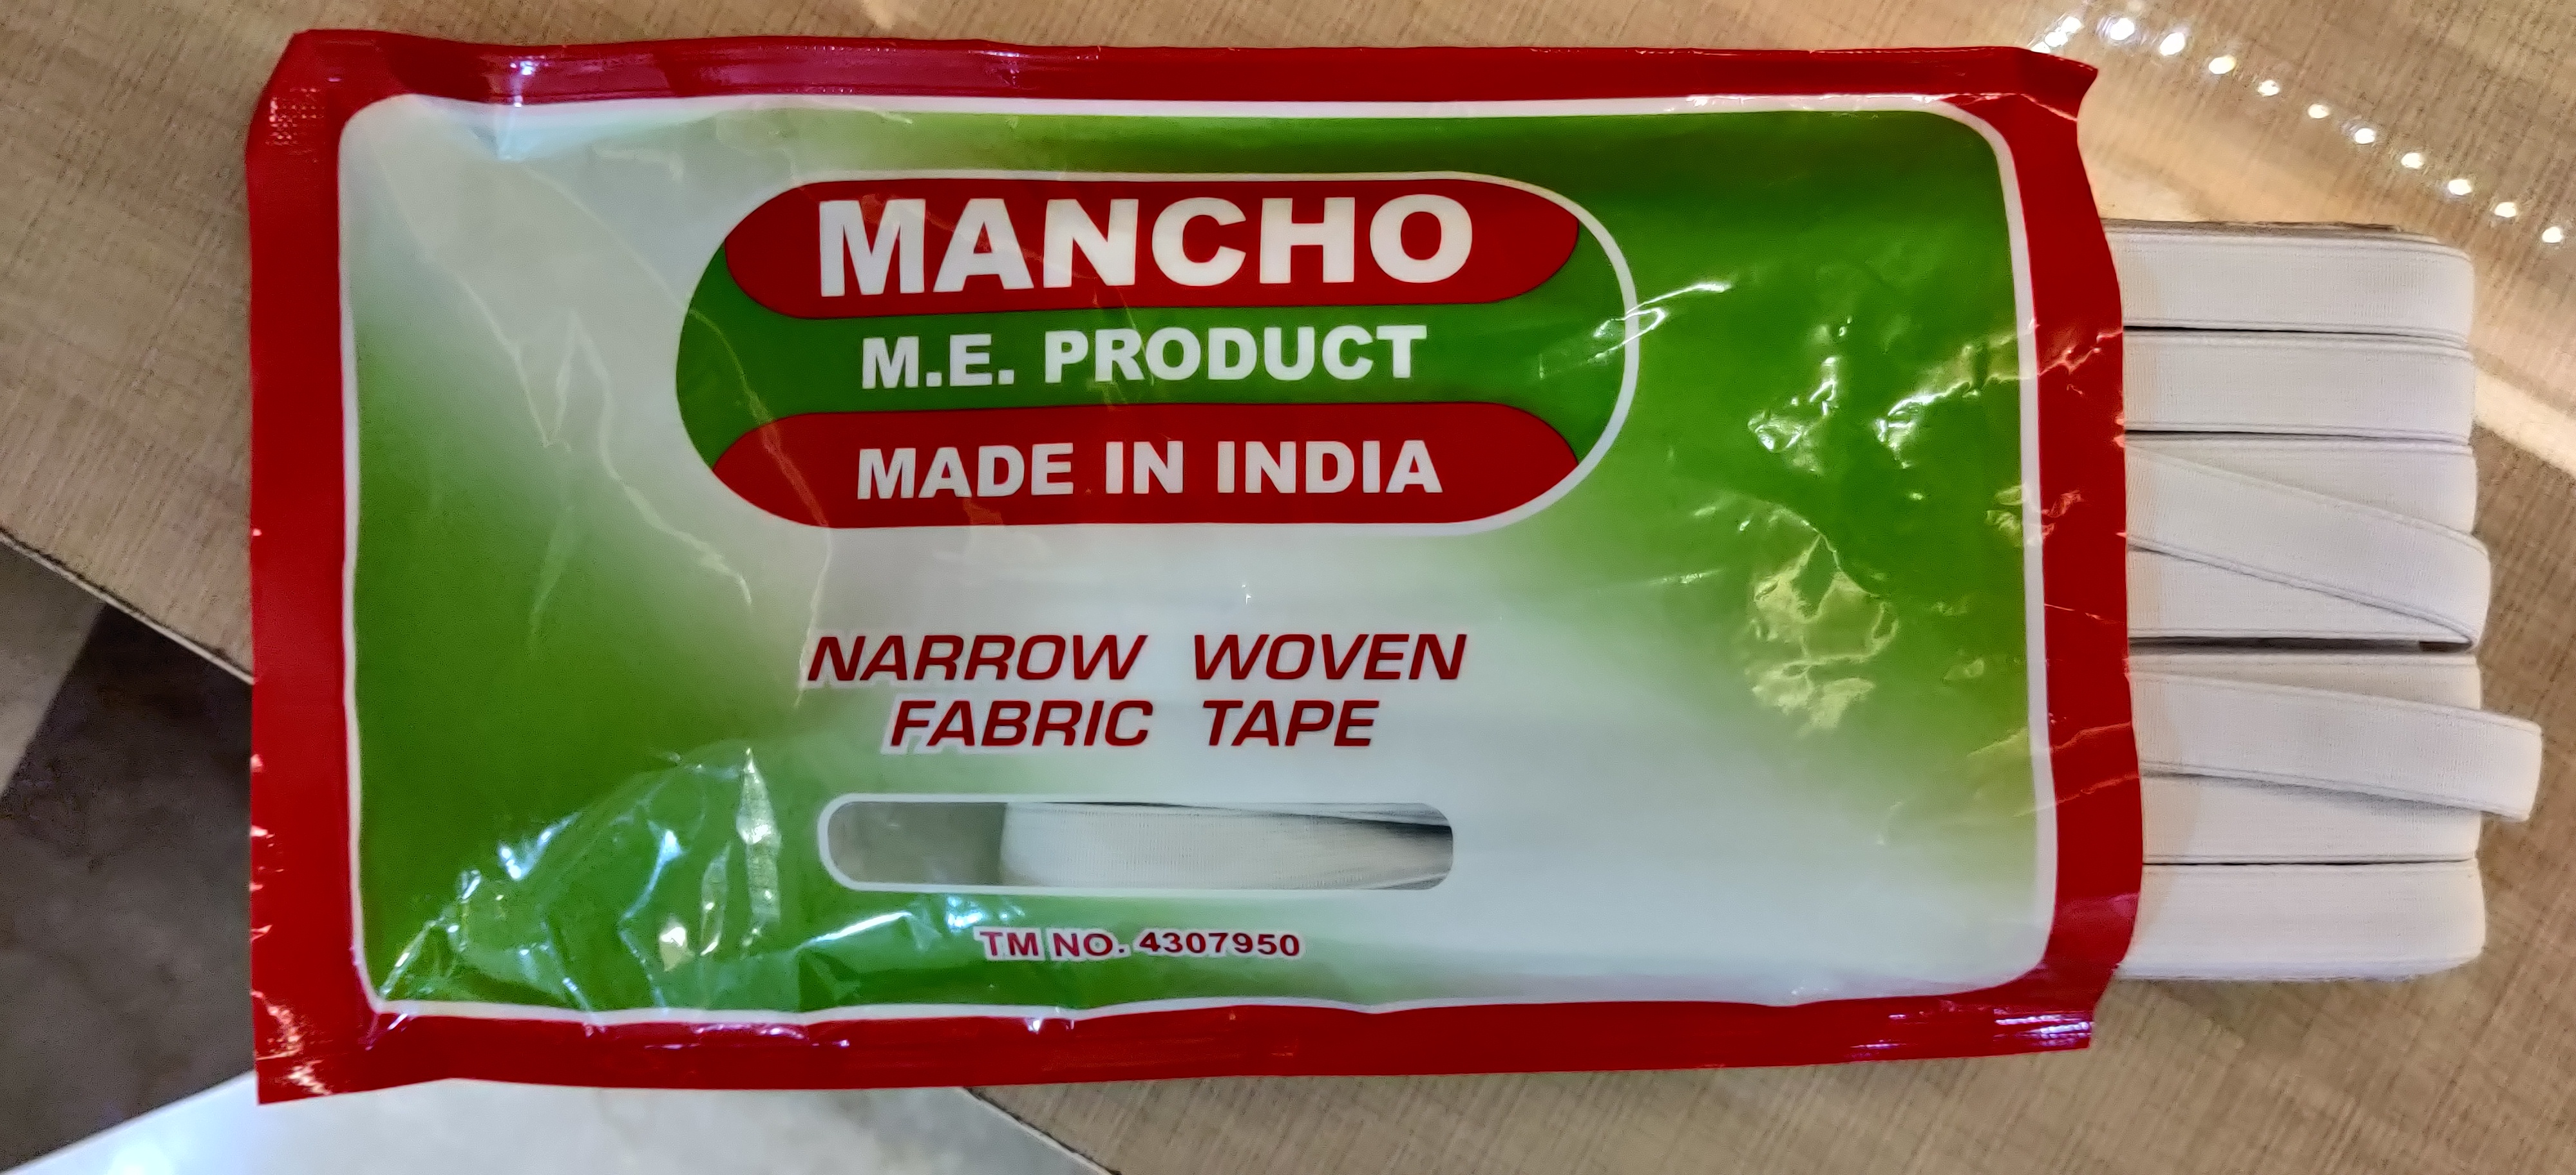 MANCHO
M.E. PRODUCT
MADE IN INDIA
NARROW WOVEN
FABRIC TAPE
TM NO. 4307950